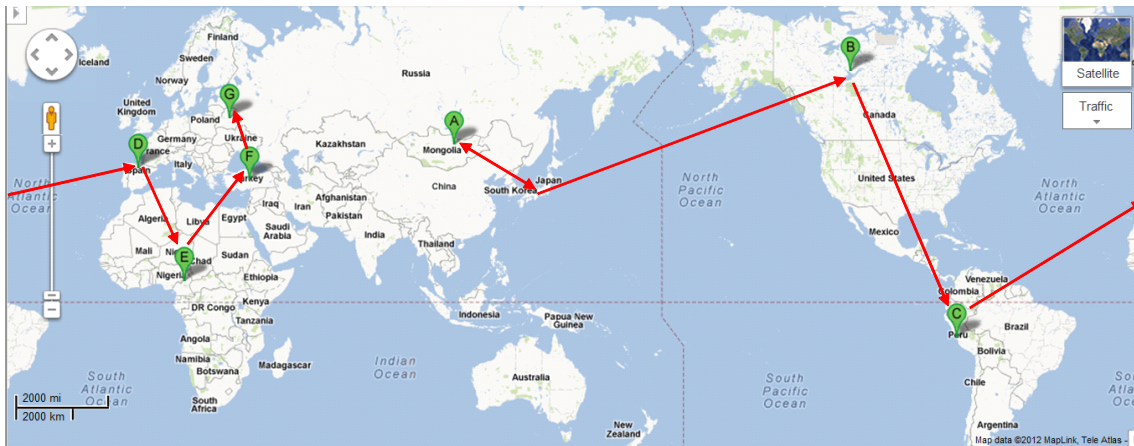 Finland
Iceland
Sweden
Norway
Russia
United
Kingdom
Poland
Germany
Ukraine
France
Italy
Spain
Turkey
Kazakhstan
Mongolia
China
South Korea
Japan
Iraq
Iran
Afghanistan
Pakistan
Algeria
Libya
Egypt
Saudi
Arabia
India
Thailand
Mali
Niger
Chad
Sudan
Nigeria
Ethiopia
DR Congo
Kenya
Tanzania
Angola
Namibia
Botswana
Madagascar
South
Africa
Indonesia
Papua New
Guinea
Australia
New
Zealand
Canada
United States
Mexico
Venezuela
Colombia
Peru
Brazil
Bolivia
Chile
Argentina
North
Atlantic
Ocean
South
Atlantic
Ocean
Indian
Ocean
North
Pacific
Ocean
South
Pacific
Ocean
North
Atlantic
Ocean
Sou
Atla
Oce
A
B
C
D
E
F
G
Satellite
Traffic
2000 mi
2000 km
Map data ©2012 MapLink, Tele Atlas -